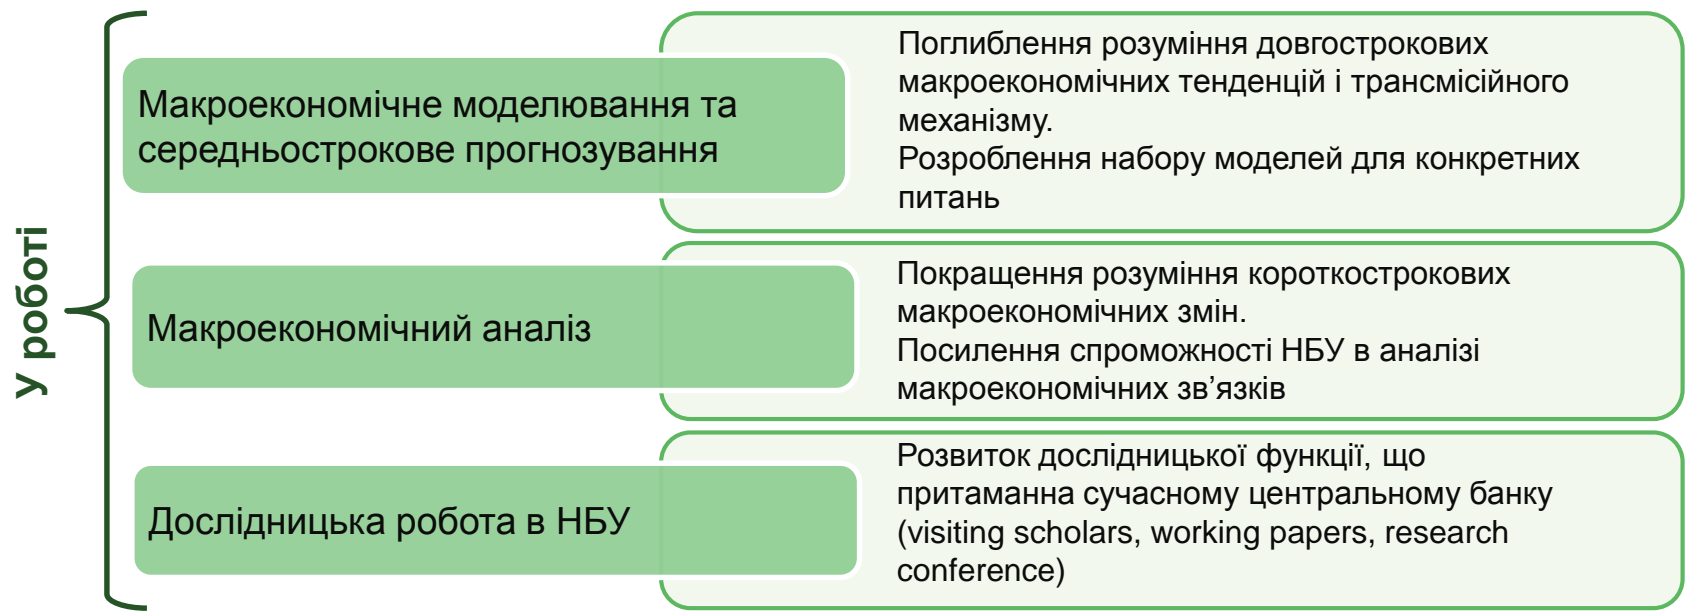 У роботі
Макроекономічне моделювання та
середньострокове прогнозування
Поглиблення розуміння довгострокових
макроекономічних тенденцій і трансмісійного
механізму.
Розроблення набору моделей для конкретних
питань
Макроекономічний аналіз
Покращення розуміння короткострокових
макроекономічних змін.
Посилення спроможності НБУ в аналізі
макроекономічних зв’язків
Дослідницька робота в НБУ
Розвиток дослідницької функції, що
притаманна сучасному центральному банку
(visiting scholars, working papers, research
conference)